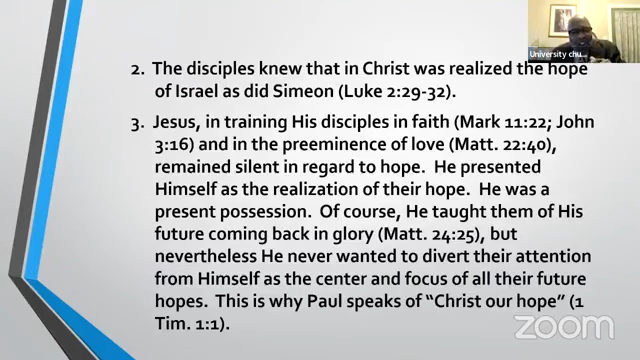 University chu...
2. The disciples knew that in Christ was realized the hope
of Israel as did Simeon (Luke 2:29-32).
3. Jesus, in training His disciples in faith (Mark 11:22; John
3:16) and in the preeminence of love (Matt. 22:40),
remained silent in regard to hope. He presented
Himself as the realization of their hope. He was a
present possession. Of course, He taught them of His
future coming back in glory (Matt. 24:25), but
nevertheless He never wanted to divert their attention
from Himself as the center and focus of all their future
hopes. This is why Paul speaks of “Christ our hope” (1
Tim. 1:1).
zoom